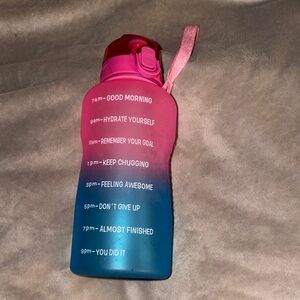 7am-GOOD MORNING
9am-HYDRATE YOURSELF
11am-REMEMBER YOUR GOAL
1pm-KEEP CHUGGING
3pm-FEELING AWESOME
5pm-DON'T GIVE UP
7pm-ALMOST FINISHED
9pm-YOU DID IT